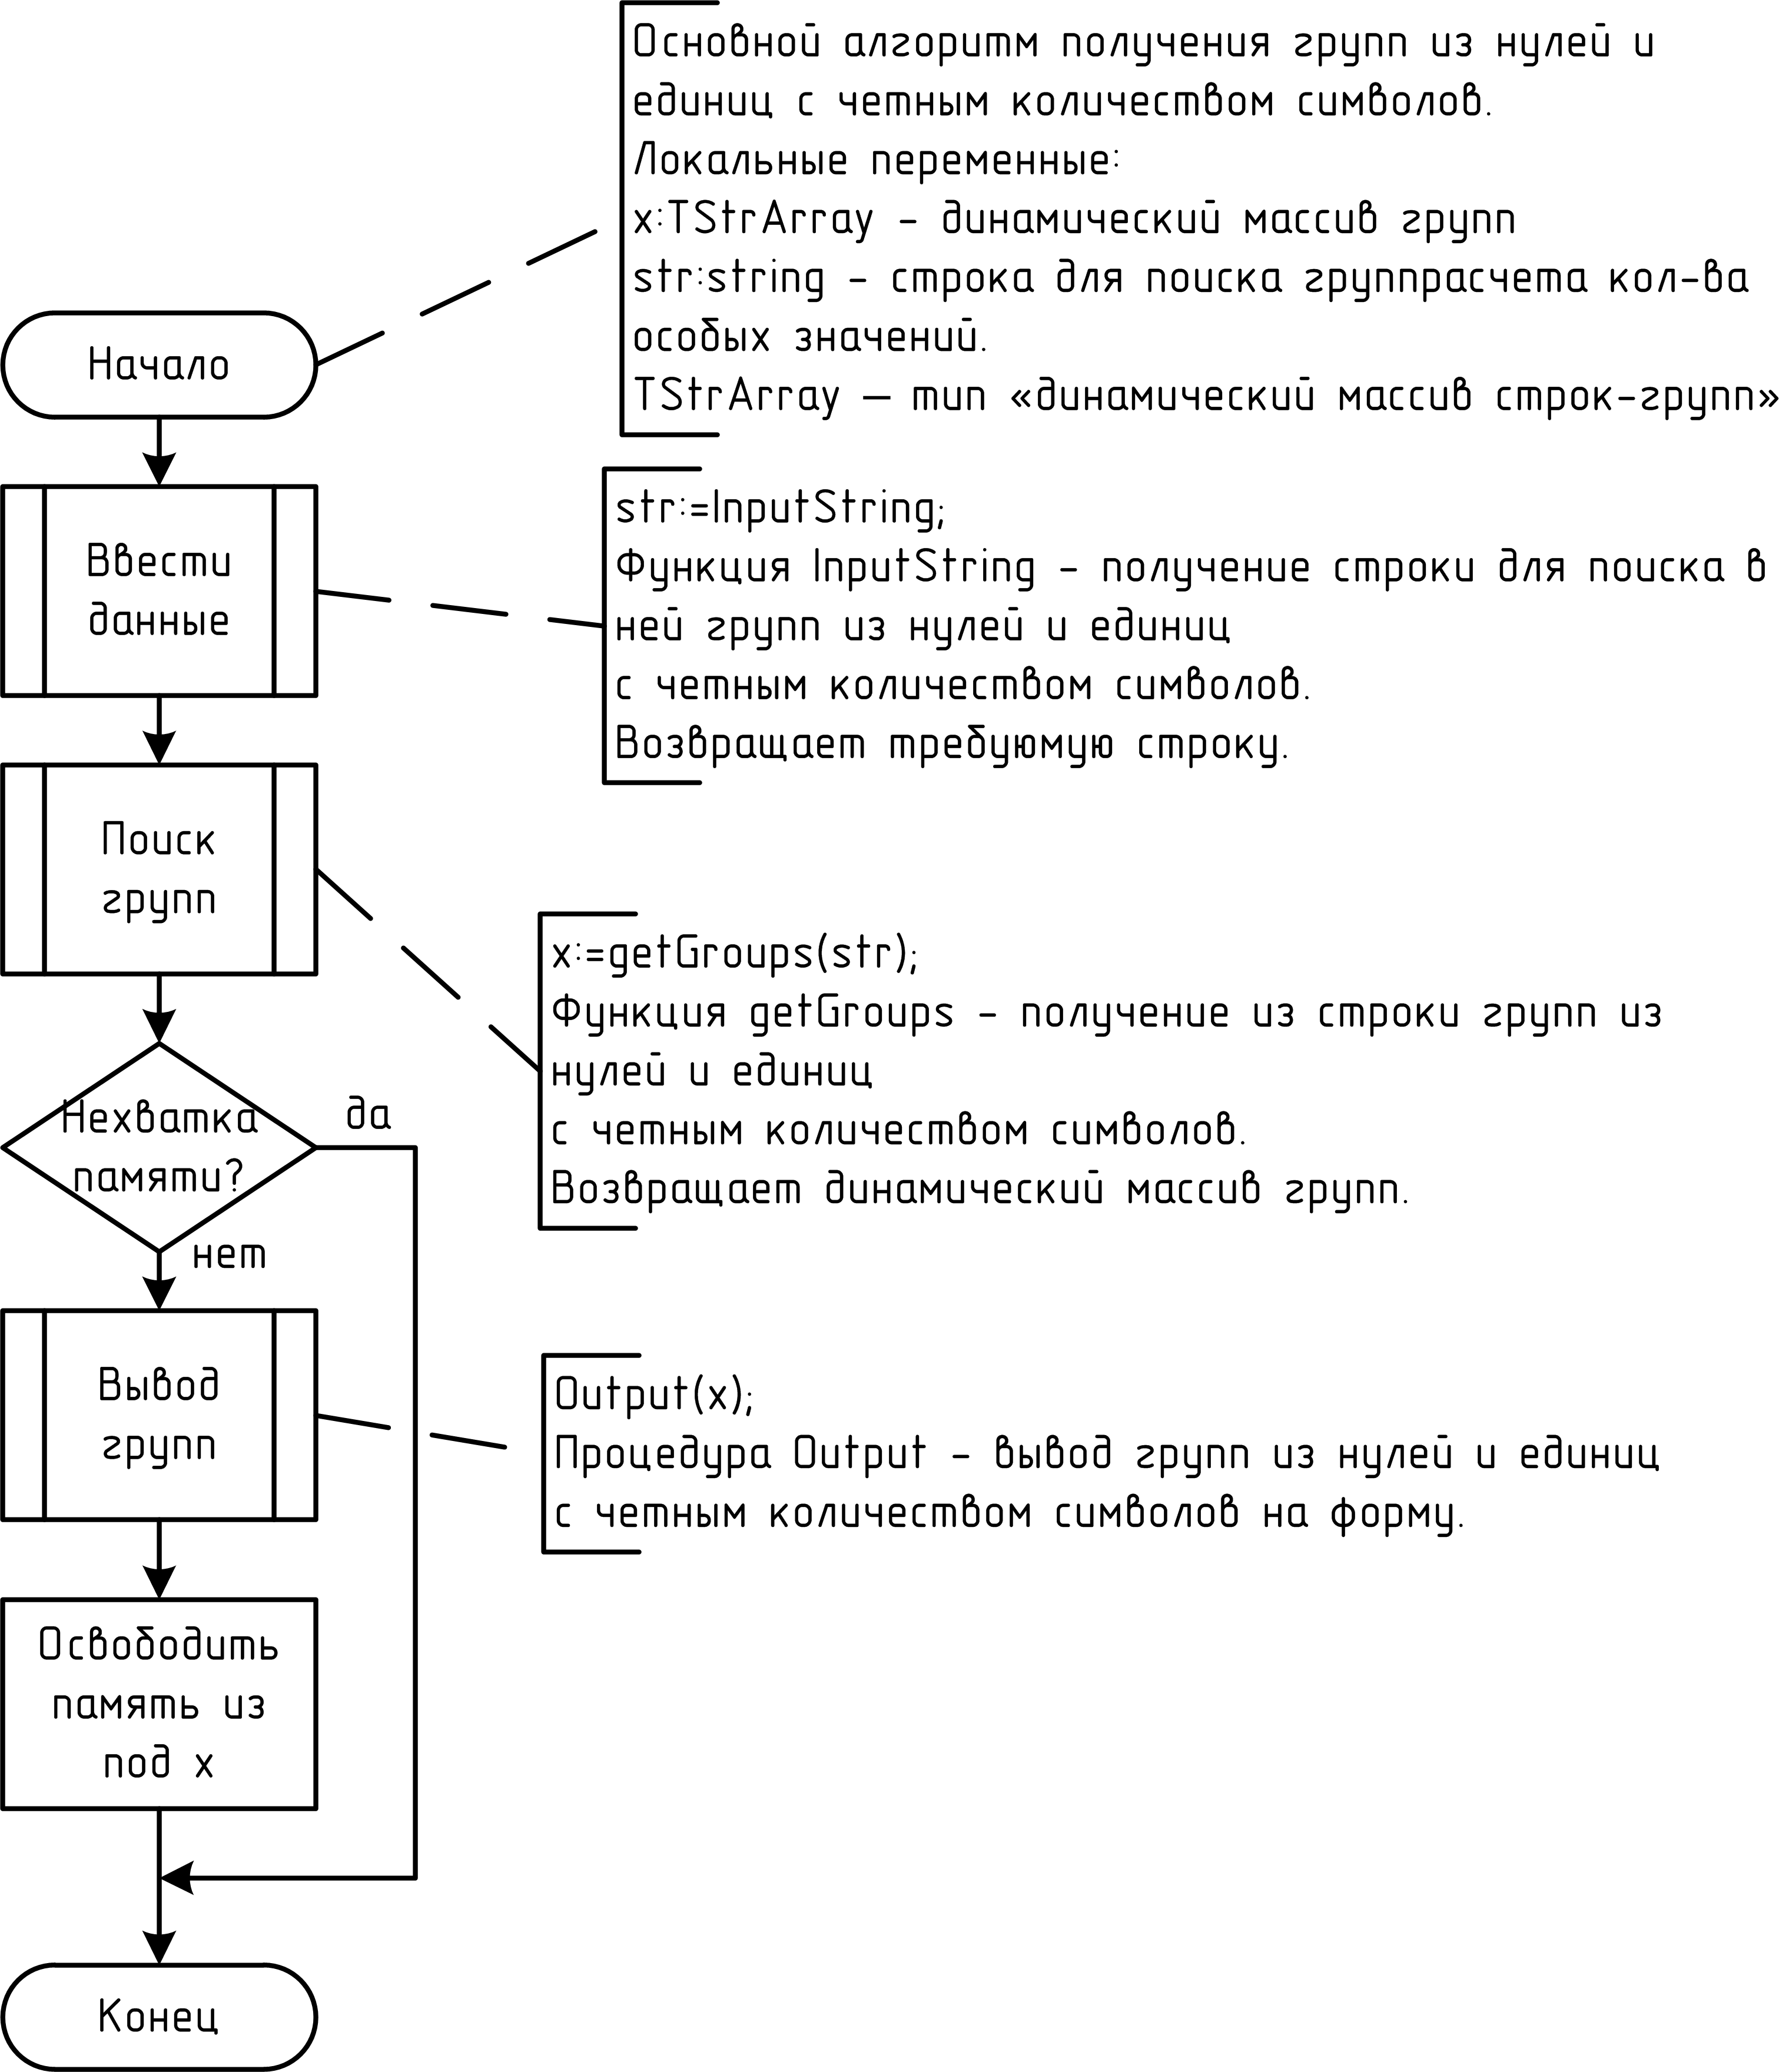 Основной алгоритм получения групп из нулей и
единиц с четным количеством символов.
Локальные переменные:
x:TStrArray - динамический массив групп
str:string - строка для поиска группрасчета кол-ва
особых значений.
TStrArray — тип «динамический массив строк-групп»
Начало
str:=InputString;
Функция InputString - получение строки для поиска в
ней групп из нулей и единиц
с четным количеством символов.
Возвращает требуюмую строку.
Ввести
данные
Поиск
групп
x:=getGroups(str);
Функция getGroups - получение из строки групп из
нулей и единиц
с четным количеством символов.
Возвращает динамический массив групп.
Нехватка
памяти?
да
нет
Вывод
групп
Output(x);
Процедура Output - вывод групп из нулей и единиц
с четным количеством символов на форму.
Освободить
память из
под x
Конец